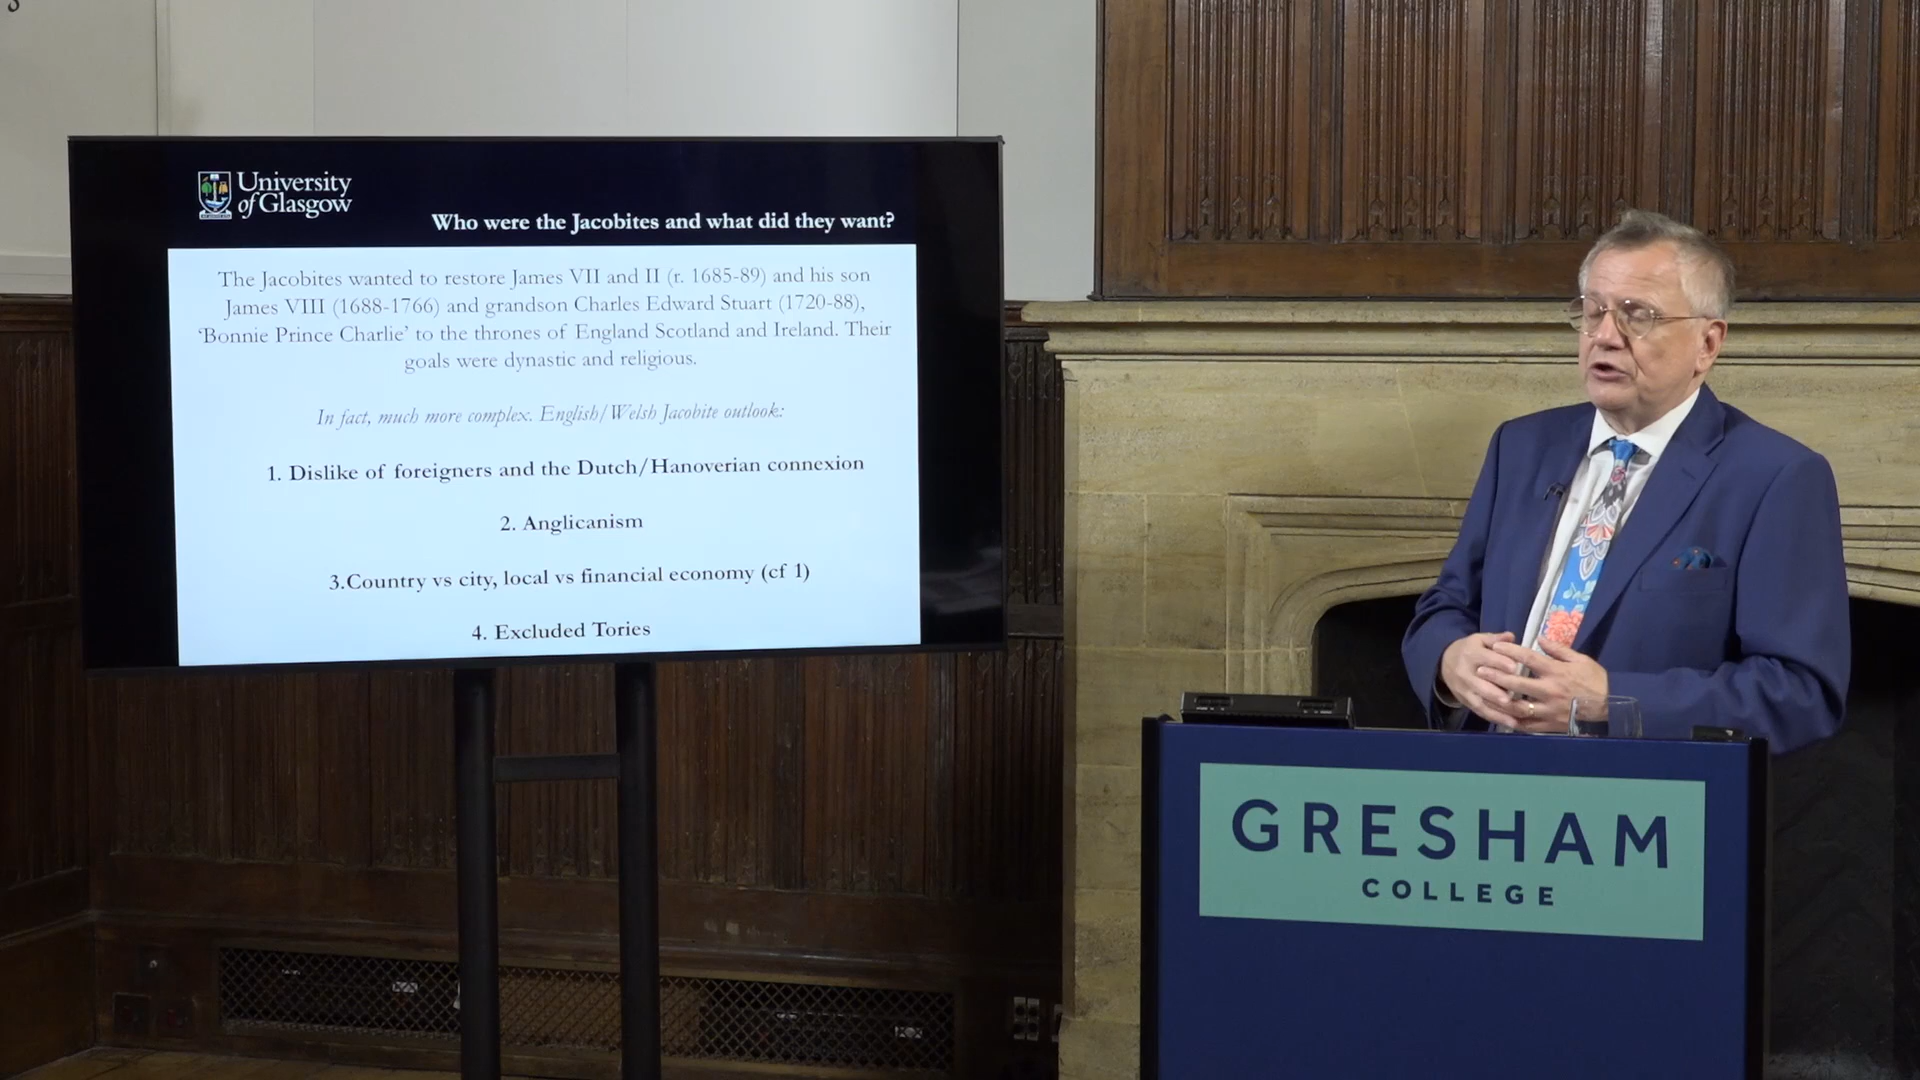 University
of Glasgow
Who were the Jacobites and what did they want?
The Jacobites wanted to restore James VII and II (r. 1685-89) and his son
James VIII (1688-1766) and grandson Charles Edward Stuart (1720-88),
‘Bonnie Prince Charlie’ to the thrones of England Scotland and Ireland. Their
goals were dynastic and religious.
In fact, much more complex. English/Welsh Jacobite outlook:
1. Dislike of foreigners and the Dutch/Hanoverian connexion
2. Anglicanism
3.Country vs city, local vs financial economy (cf 1)
4. Excluded Tories
GRESHAM
COLLEGE